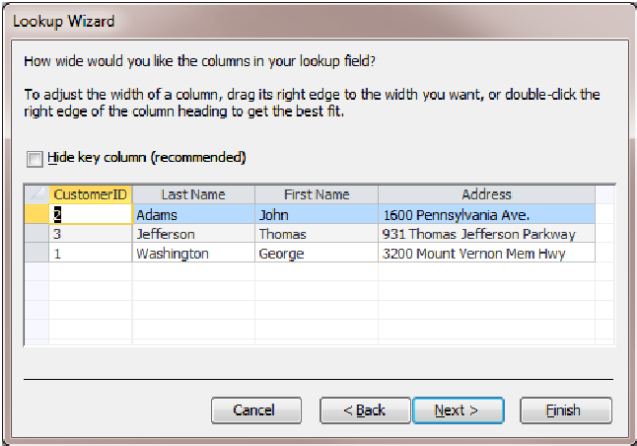 Lookup Wizard
How wide would you like the columns in your lookup field?
To adjust the width of a column, drag its right edge to the width you want, or double-click the
right edge of the column heading to get the best fit.
Hide key column (recommended)
CustomerID Last Name First Name Address
2 Adams John 1600 Pennsylvania Ave.
3 Jefferson Thomas 931 Thomas Jefferson Parkway
1 Washington George 3200 Mount Vernon Mem Hwy
Cancel < Back Next > Finish